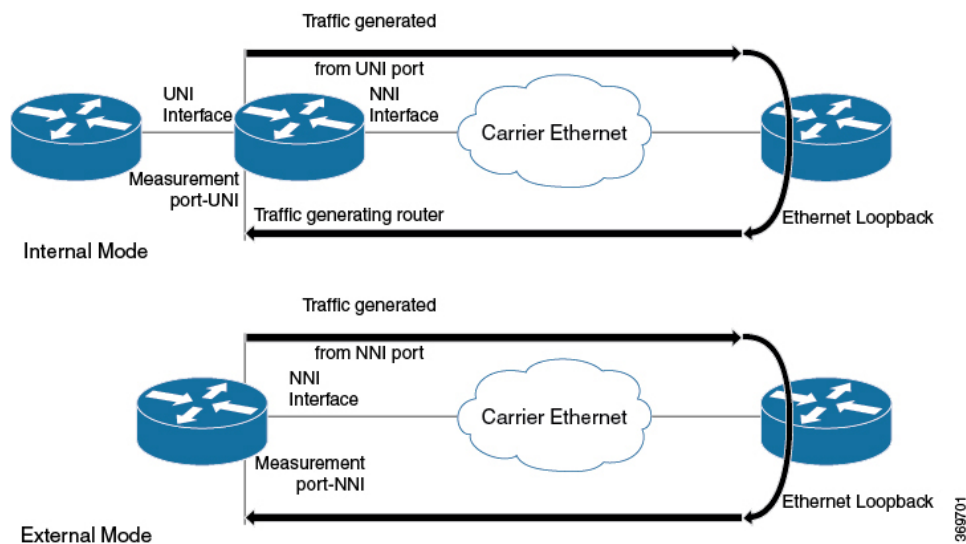 Traffic generated
from UNI port
UNI
Interface
NNI
Interface
Carrier Ethernet
Measurement
port-UNI
Traffic generating router
Ethernet Loopback
Internal Mode
Traffic generated
from NNI port
NNI
Interface
Carrier Ethernet
Measurement
port-NNI
Ethernet Loopback
External Mode
369701